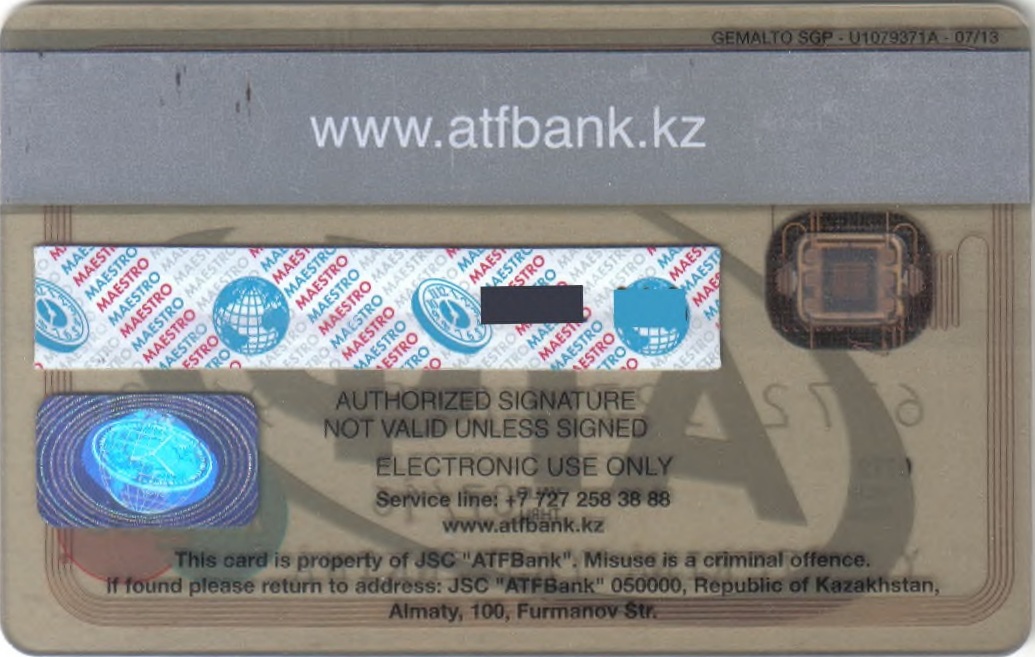 GEMALTO SGP - U1079371A - 07/13
www.atfbank.kz
MAESTRO
AUTHORIZED SIGNATURE
NOT VALID UNLESS SIGNED
ELECTRONIC USE ONLY
Service line: +7 727 258 38 88
www.atfbank.kz
This card is property of JSC "ATFBank". Misuse is a criminal offence.
If found please return to address: JSC "ATFBank" 050000, Republic of Kazakhstan,
Almaty, 100, Furmanov Str.